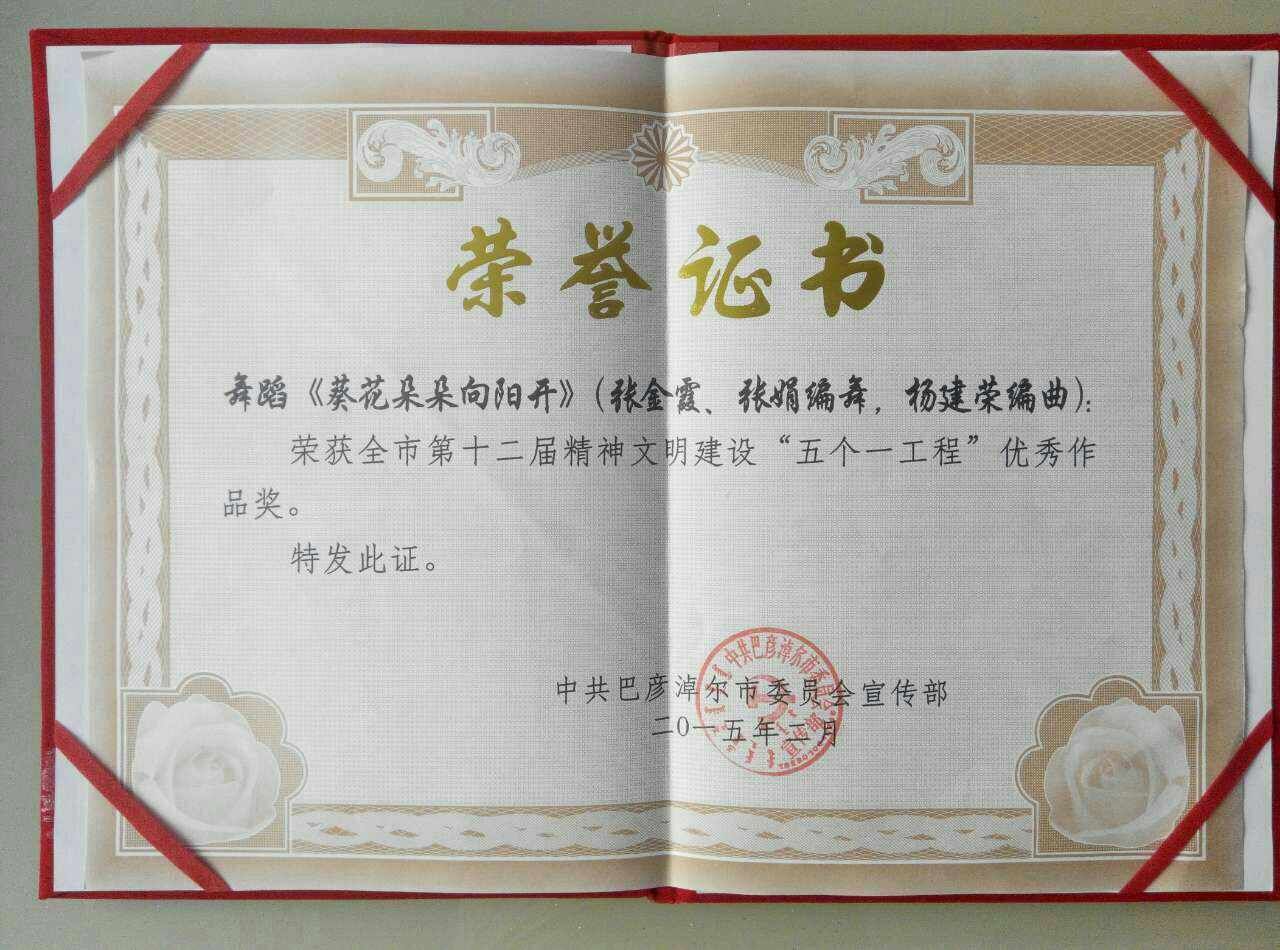 荣誉证书
舞蹈《葵花朵朵向阳开》(张金霞、张娟编舞，杨建荣编曲)：
荣获全市第十二届精神文明建设“五个一工程”优秀作
品奖。
特发此证。
中共巴彦淖尔市委员会宣传部
二〇一五年二月